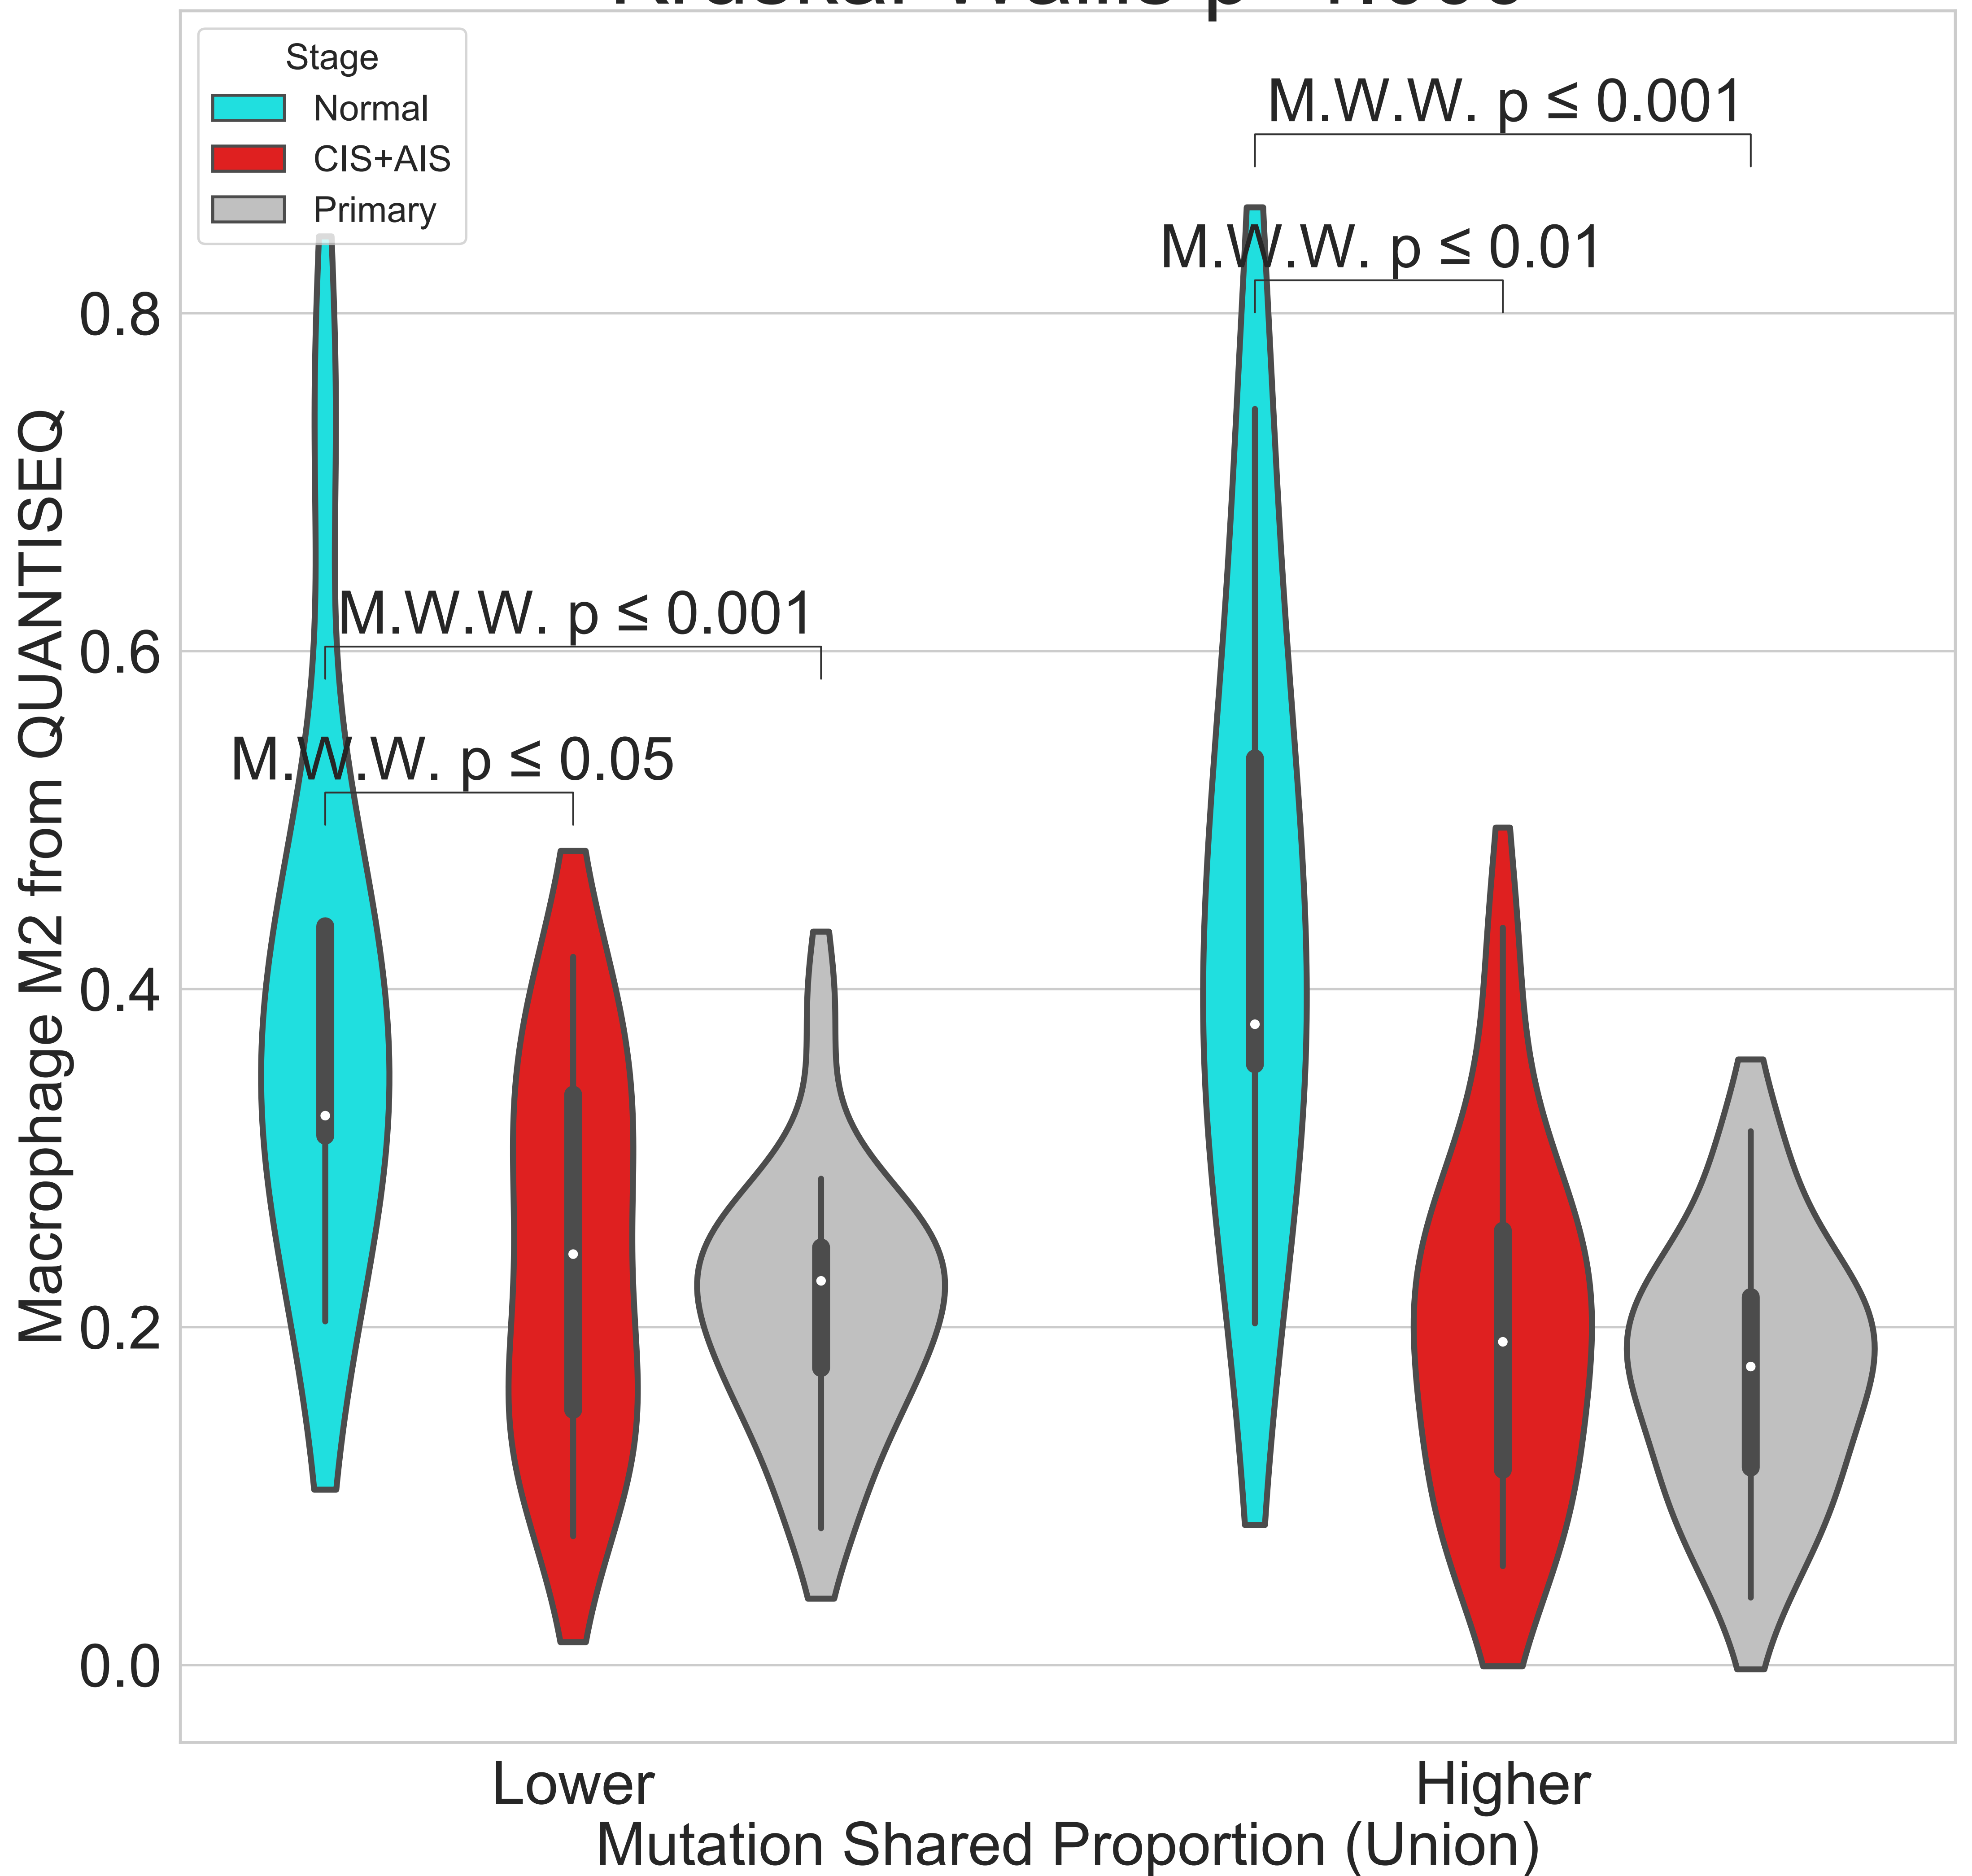 Stage
Normal
CIS+AIS
Primary
M.W.W. p ≤ 0.001
M.W.W. p ≤ 0.01
M.W.W. p ≤ 0.001
M.W.W. p ≤ 0.05
0.8
0.6
0.4
0.2
0.0
Macrophage M2 from QUANTISEQ
Lower
Higher
Mutation Shared Proportion (Union)